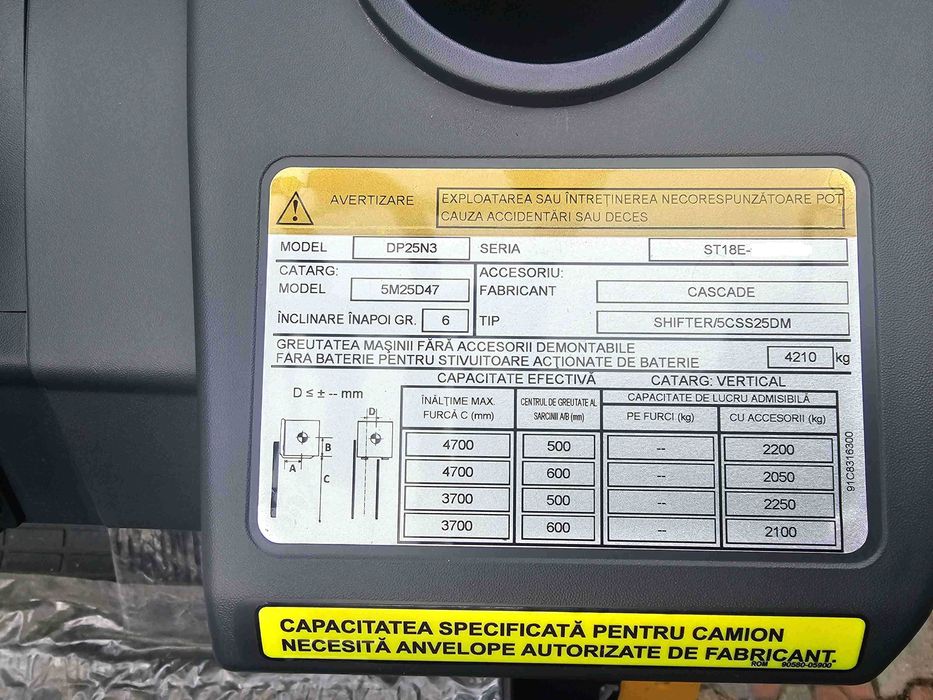 AVERTIZARE
EXPLOATAREA SAU ÎNTREȚINEREA NECORESPUNZĂTOARE POT
CAUZA ACCIDENTĂRI SAU DECES
MODEL DP25N3 SERIA ST18E-
CATARG: ACCESORIU:
MODEL 5M25D47 FABRICANT CASCADE
ÎNCLINARE ÎNAPOI GR. 6 TIP SHIFTER/5CSS25DM
GREUTATEA MAȘINII FĂRĂ ACCESORII DEMONTABILE
FĂRA BATERIE PENTRU STIVUITOARE ACȚIONATE DE BATERIE 4210 kg
CAPACITATE EFECTIVĂ CATARG: VERTICAL
D ≤ ± -- mm
ÎNĂLȚIME MAX. CENTRUL DE GREUTATE AL CAPACITATE DE LUCRU ADMISIBILĂ
FURCĂ C (mm) SARCINII A/B (mm) PE FURCI (kg) CU ACCESORII (kg)
4700 500 -- 2200
4700 600 -- 2050
3700 500 -- 2250
3700 600 -- 2100
D
B
A
C
91C8316300
CAPACITATEA SPECIFICATĂ PENTRU CAMION
NECESITĂ ANVELOPE AUTORIZATE DE FABRICANT.
ROM 90580-05900